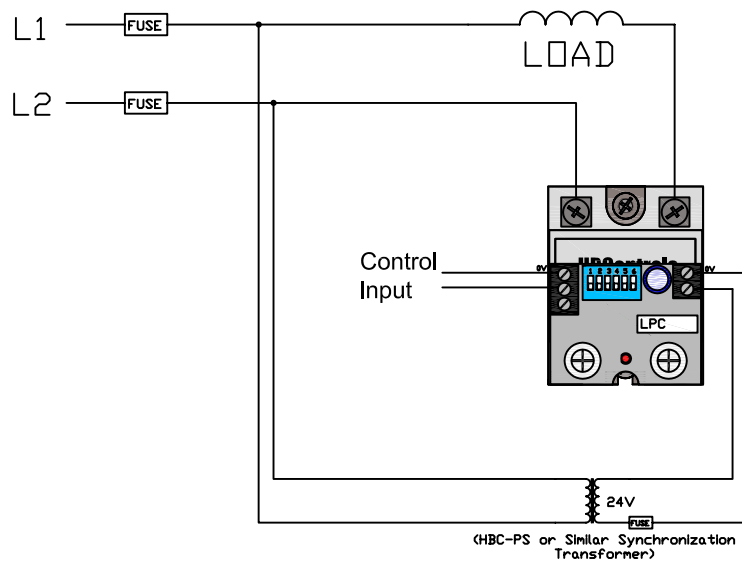 L1
FUSE
LOAD
L2
FUSE
0V
1 2 3 4 5 6
0V
Control
Input
LPC
24V
FUSE
(HBC-PS or Similar Synchronization
Transformer)